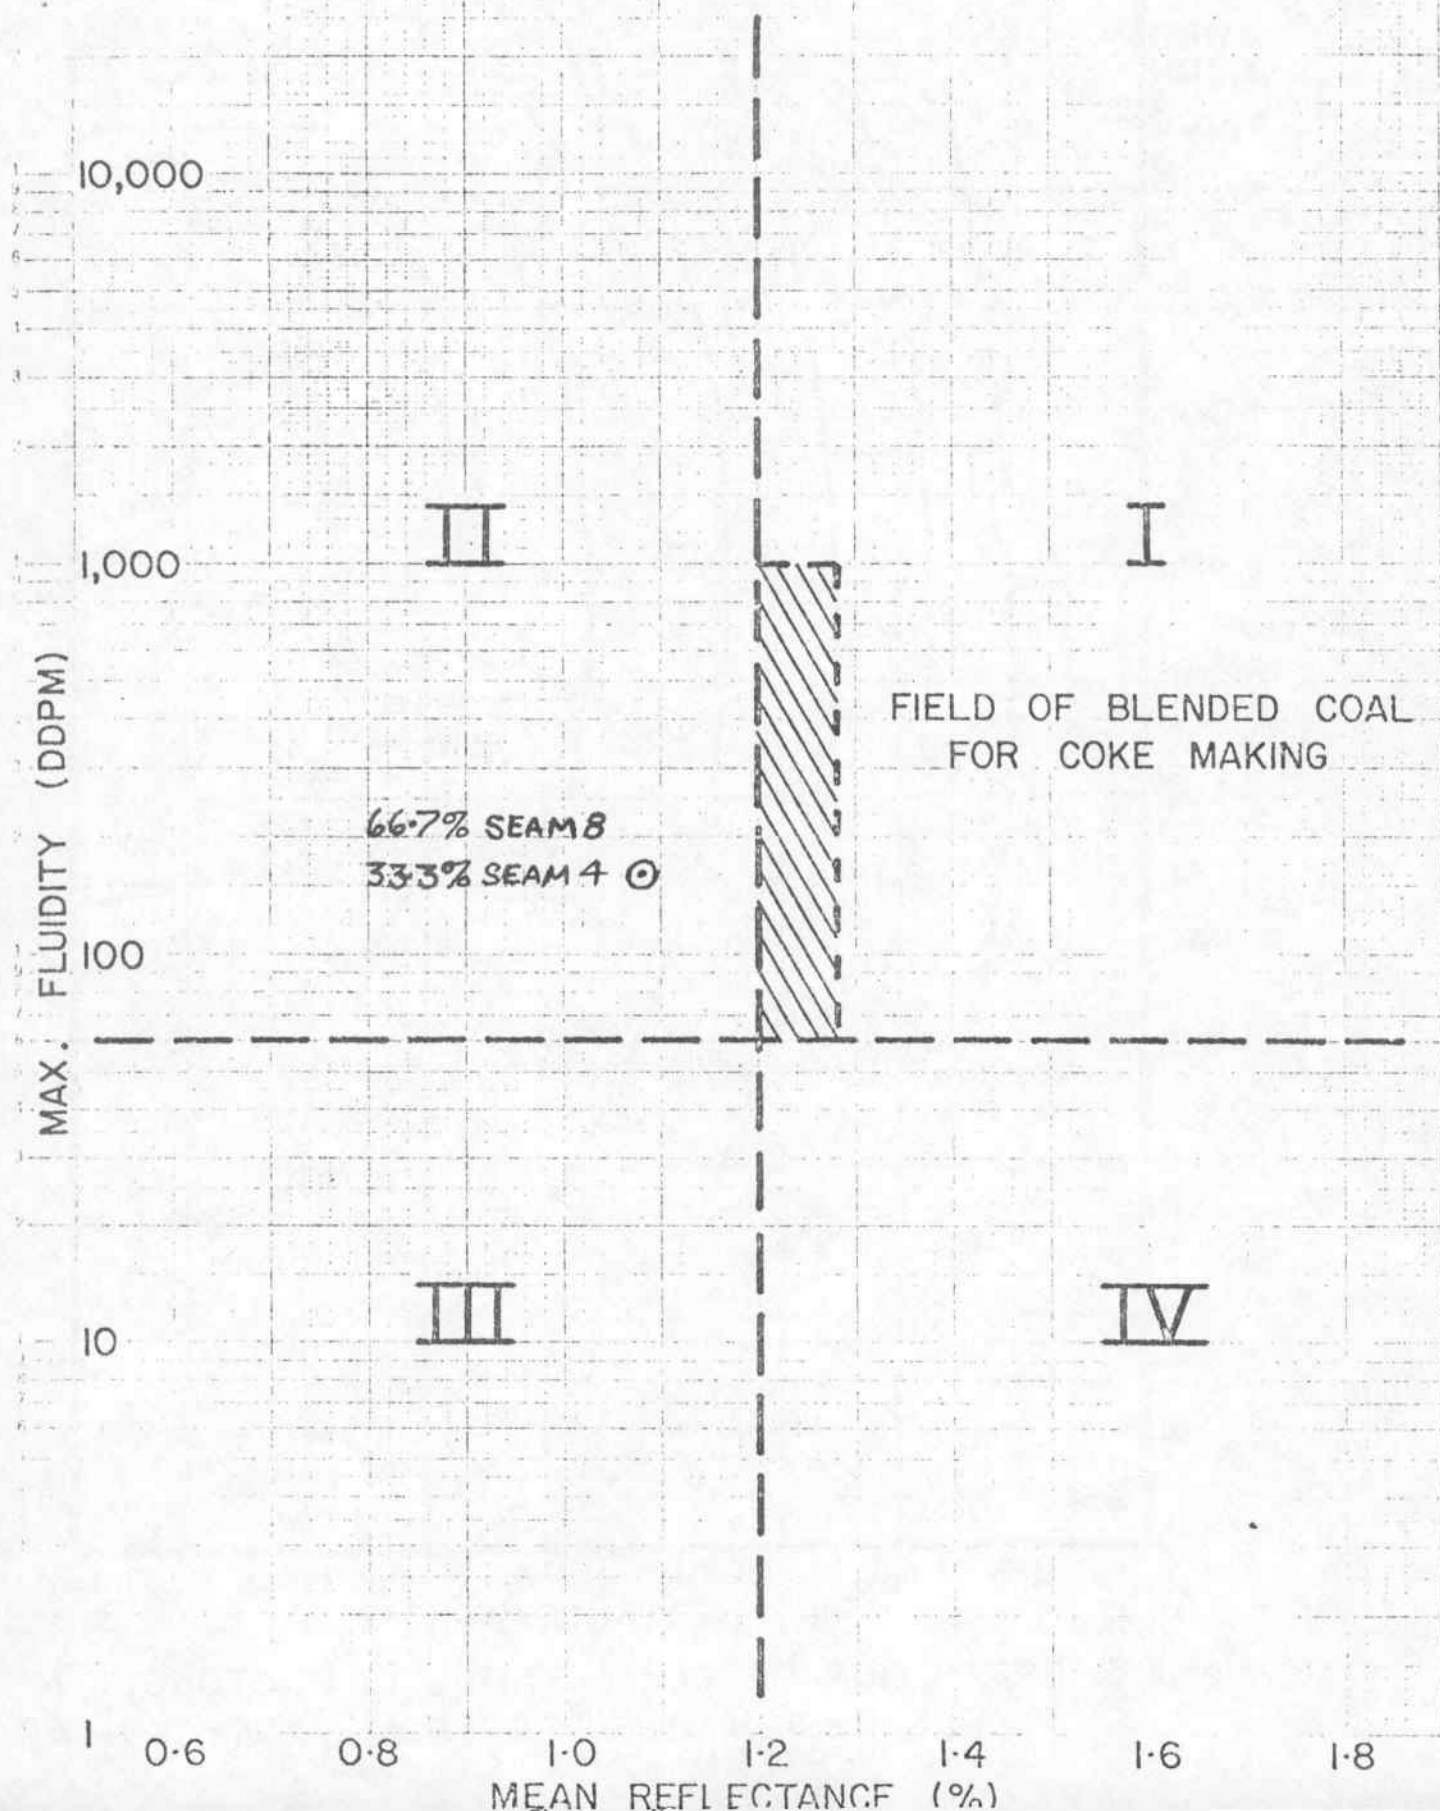 10,000
II
I
1,000
FIELD OF BLENDED COAL
FOR COKE MAKING
66·7% SEAM 8
33·3% SEAM 4
MAX. FLUIDITY (DDPM)
100
III
IV
10
1
0·6 0·8 1·0 1·2 1·4 1·6 1·8
MEAN REFLECTANCE (%)